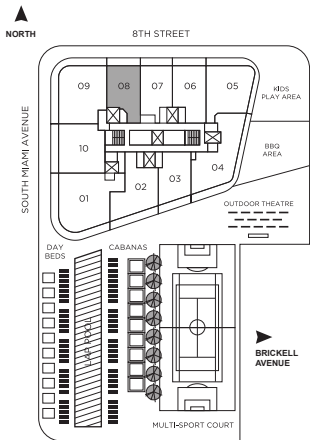 NORTH
8TH STREET
SOUTH MIAMI AVENUE
09
08
07
06
05
KIDS
PLAY AREA
10
BBQ
AREA
04
03
02
01
OUTDOOR THEATRE
DAY
BEDS
CABANAS
LAP POOL
BRICKELL
AVENUE
MULTI-SPORT COURT